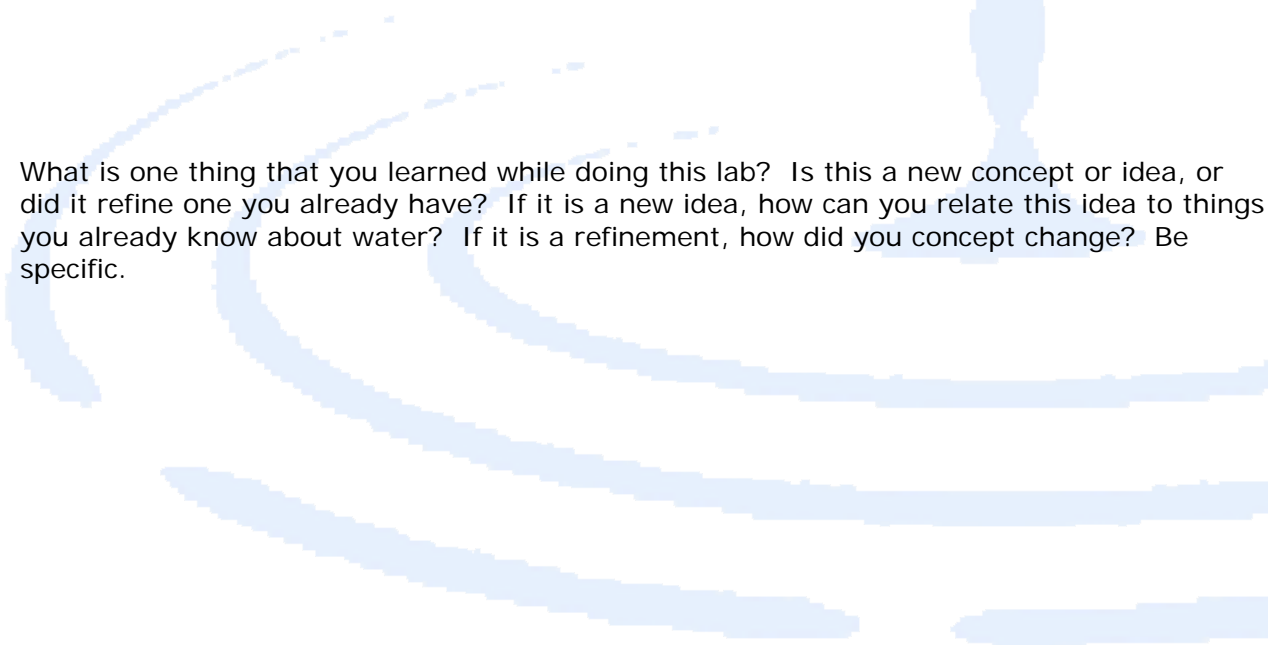 What is one thing that you learned while doing this lab?  Is this a new concept or idea, or
did it refine one you already have?  If it is a new idea, how can you relate this idea to things
you already know about water?  If it is a refinement, how did you concept change?  Be
specific.